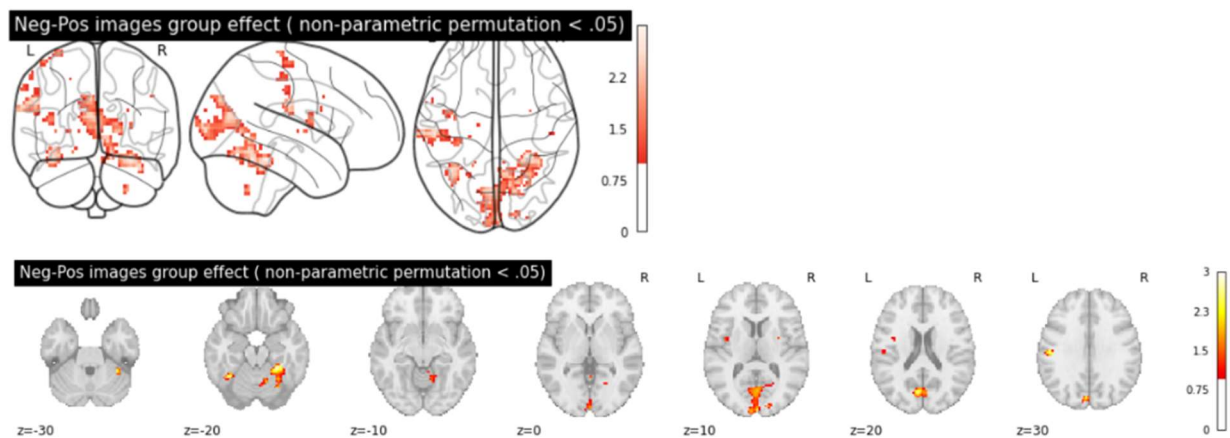 Neg-Pos images group effect ( non-parametric permutation < .05)
L R
2.2
1.5
0.75
0
Neg-Pos images group effect ( non-parametric permutation < .05)
R L R L R L R
3
2.2
1.5
0.75
0
z=-30 z=-20 z=-10 z=0 z=10 z=20 z=30